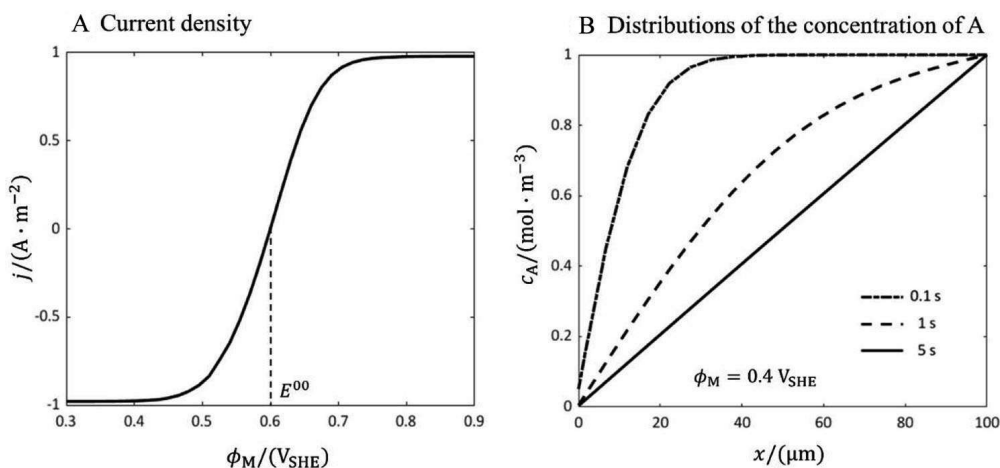 A Current density
1
0.5
0
-0.5
-1
j/(A · m⁻²)
E⁰⁰
0.3
0.4
0.5
0.6
0.7
0.8
0.9
ϕM/(VSHE)
B Distributions of the concentration of A
1
0.8
0.6
0.4
0.2
0
cA/(mol · m⁻³)
0.1 s
1 s
5 s
ϕM = 0.4 VSHE
0
20
40
60
80
100
x/(μm)